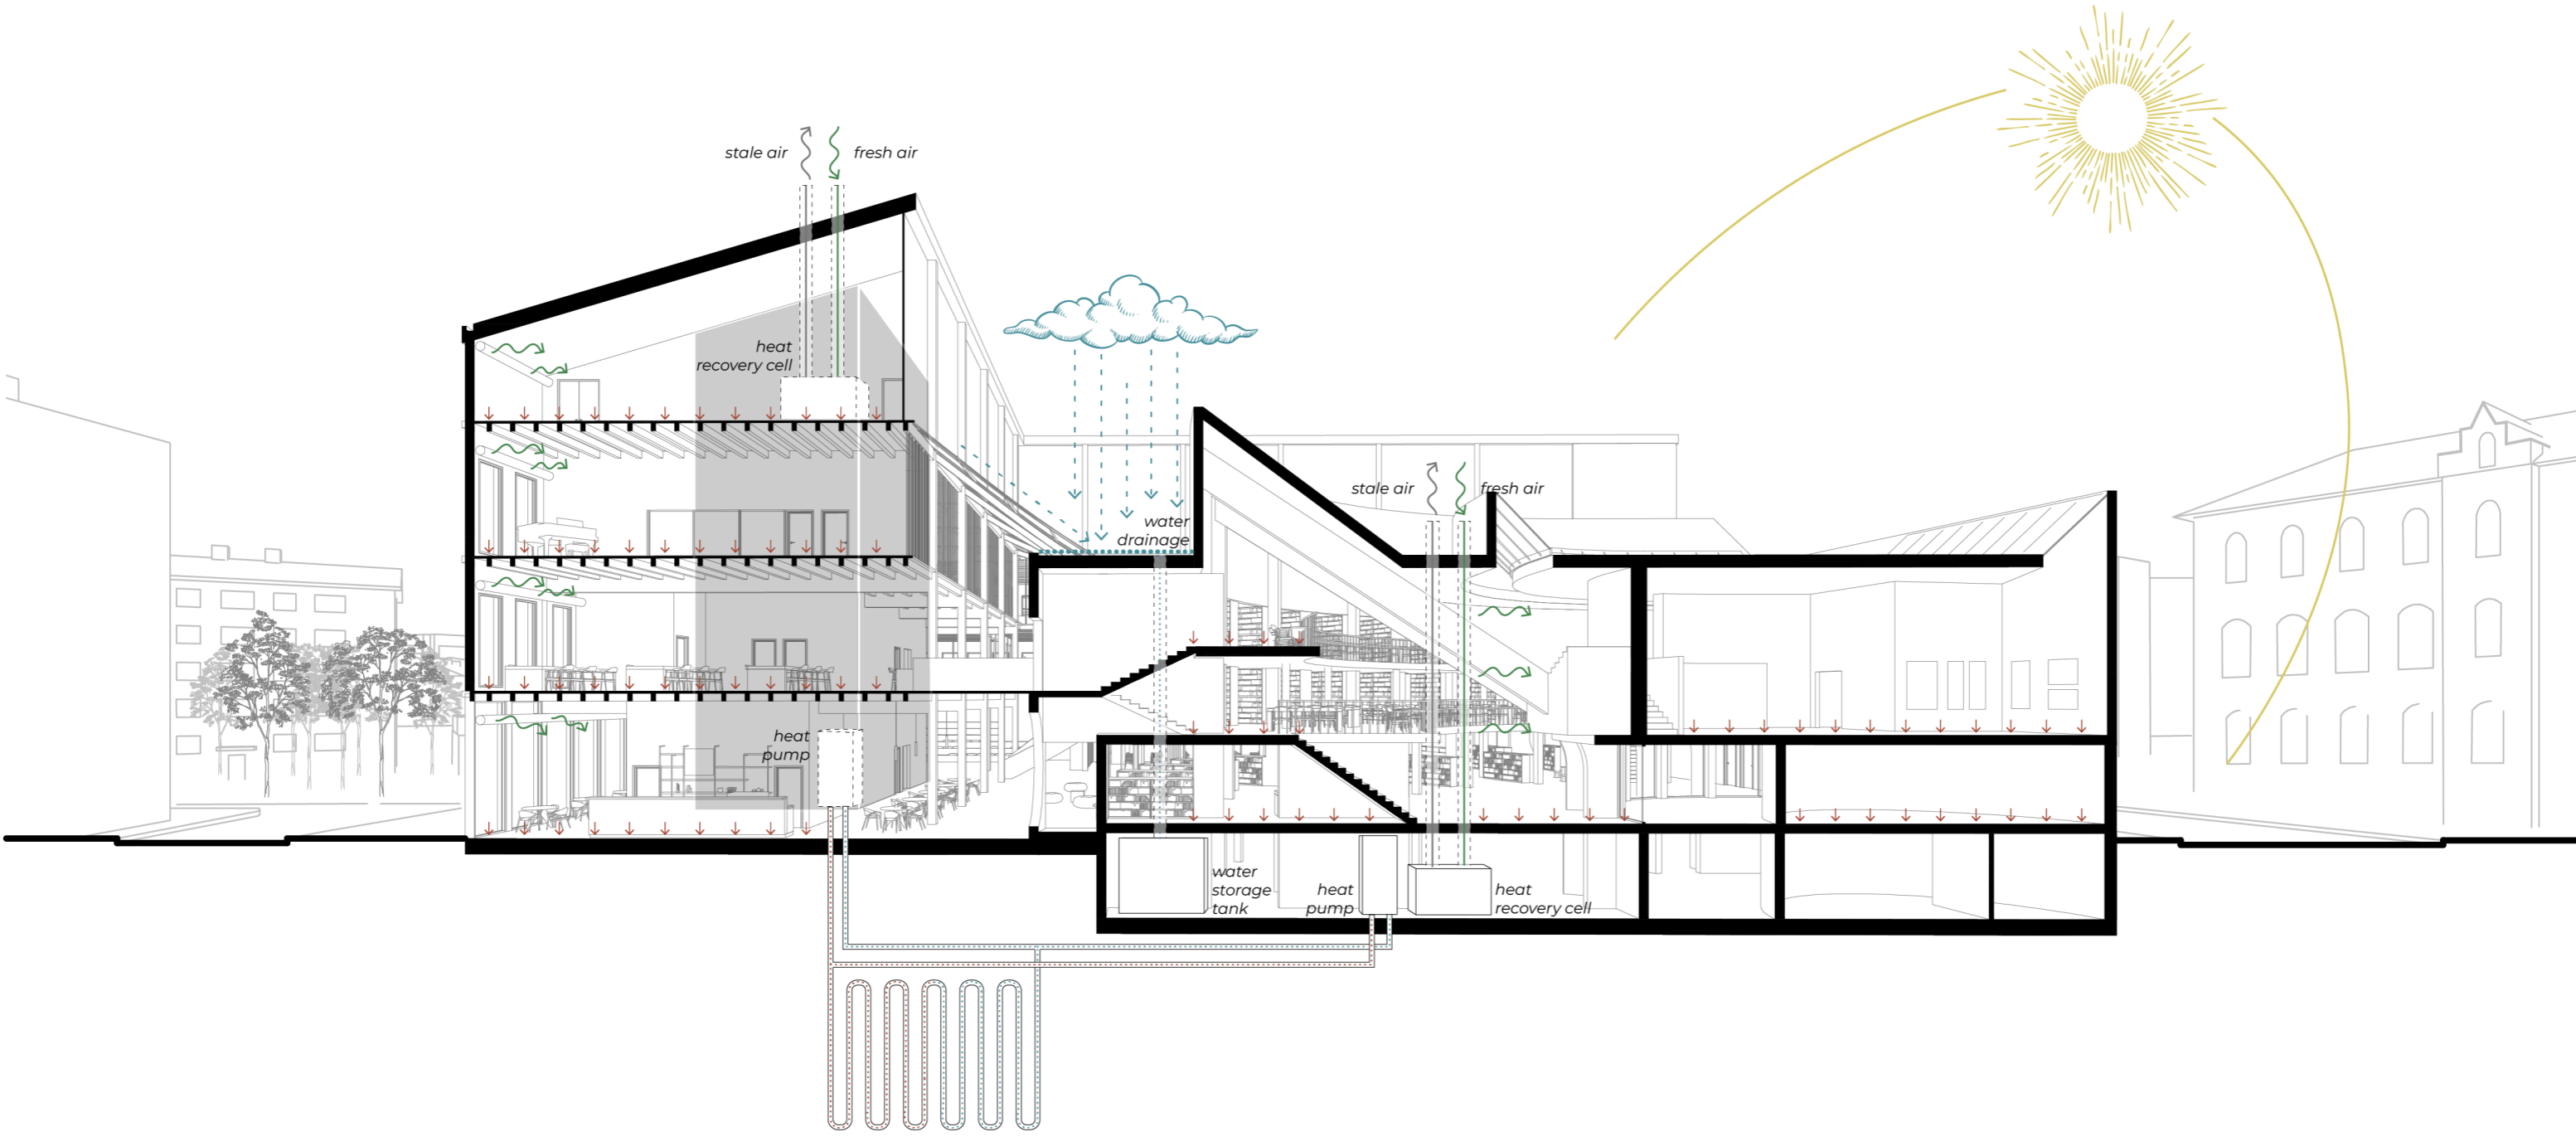 stale air
fresh air
heat
recovery cell
stale air
fresh air
water
drainage
heat
pump
water
storage
tank
heat
pump
heat
recovery cell